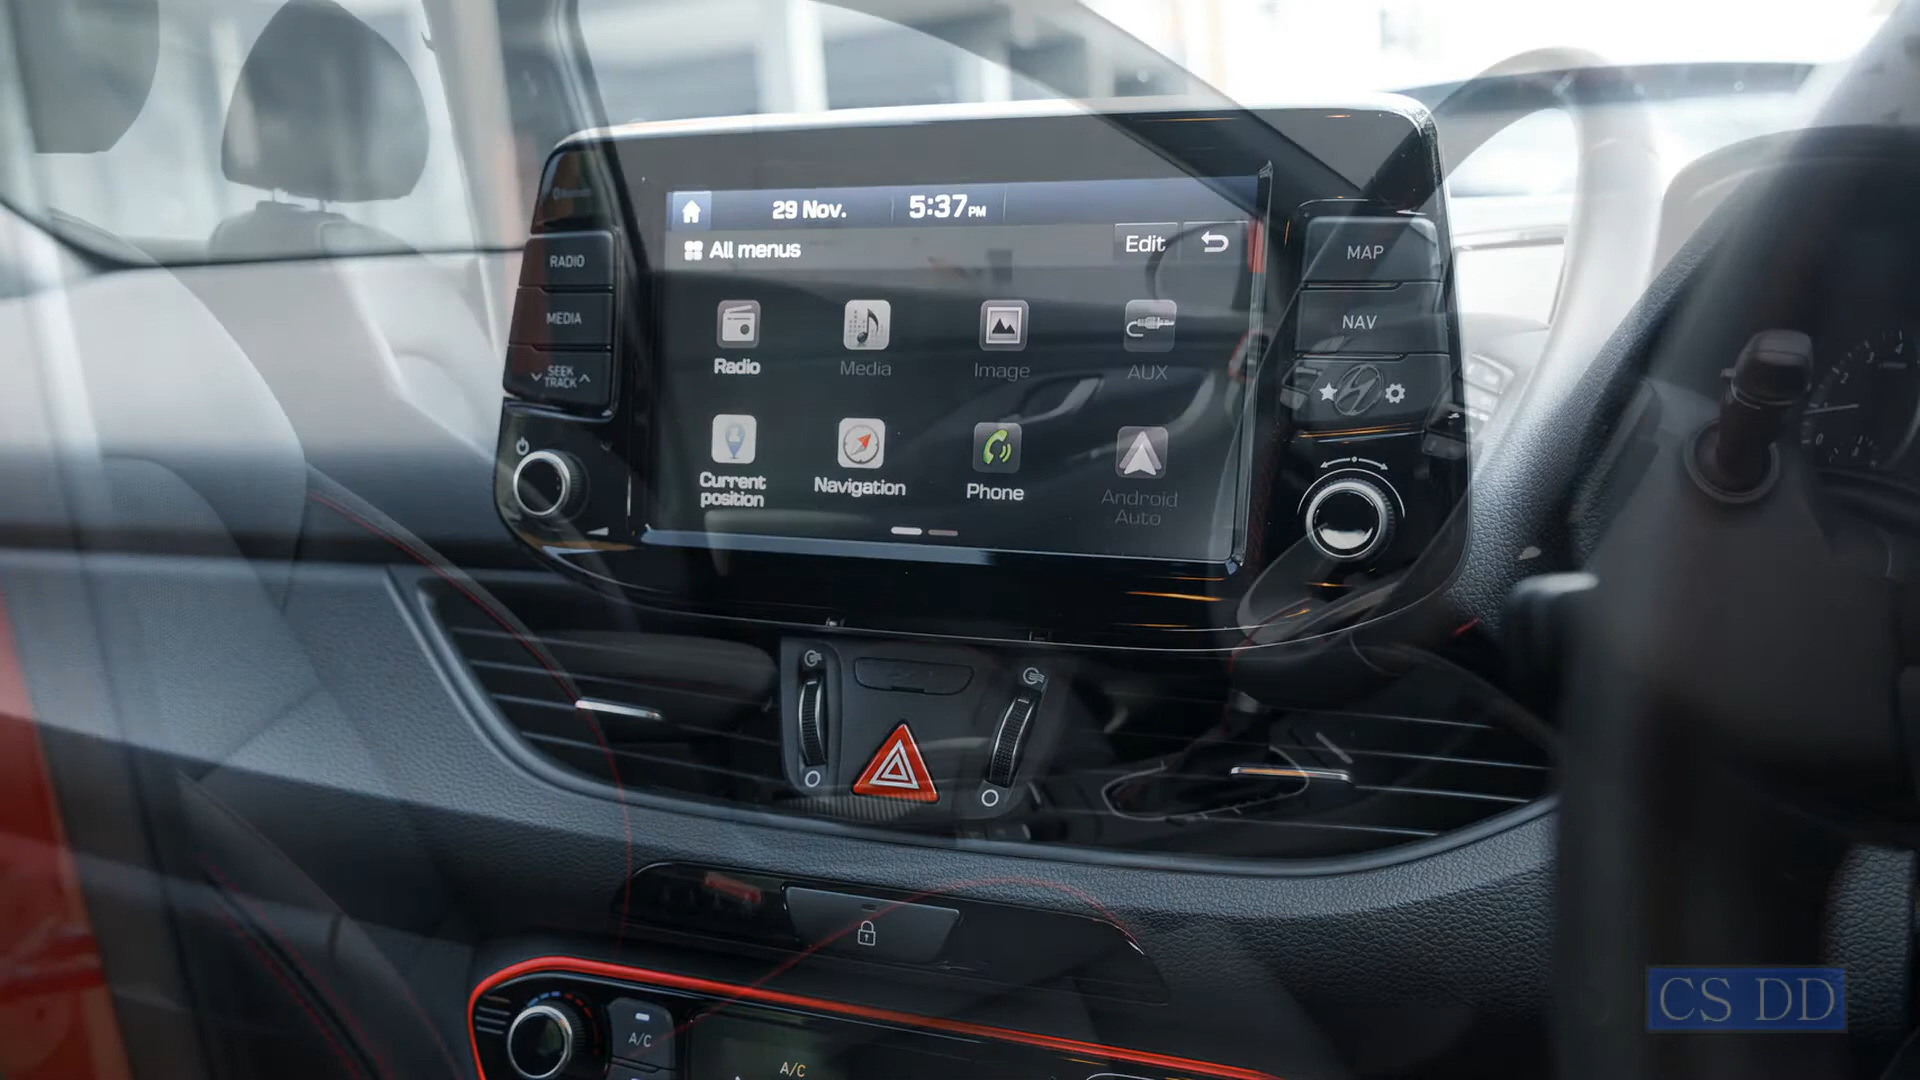 29 Nov.
5:37PM
All menus
Edit
RADIO
MEDIA
SEEK
TRACK
MAP
NAV
Radio
Media
Image
AUX
Current
position
Navigation
Phone
Android
Auto
A/C
A/C
CS DD